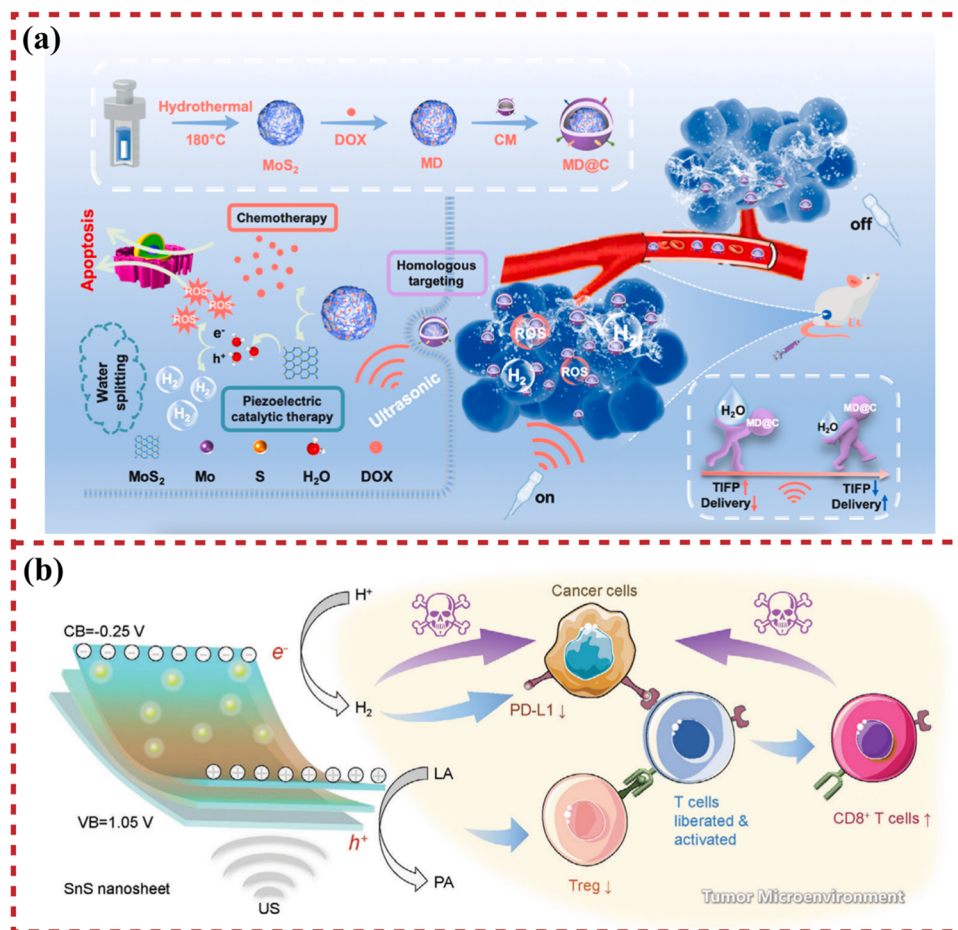 (a)
Hydrothermal
180°C
MoS₂
DOX
MD
CM
MD@C
off
Apoptosis
Chemotherapy
Homologous
targeting
ROS
ROS
ROS
e⁻
h⁺
Water
splitting
H₂
H₂
H₂
Piezoelectric
catalytic therapy
Ultrasonic
ROS
H₂
H₂
ROS
on
MoS₂
Mo
S
H₂O
DOX
H₂O
MD@C
H₂O
MD@C
TIFP↑
Delivery↓
TIFP↓
Delivery↑
(b)
CB=-0.25 V
e⁻
H⁺
H₂
Cancer cells
PD-L1 ↓
VB=1.05 V
h⁺
LA
PA
T cells
liberated &
activated
CD8⁺ T cells ↑
Treg ↓
SnS nanosheet
US
Tumor Microenvironment